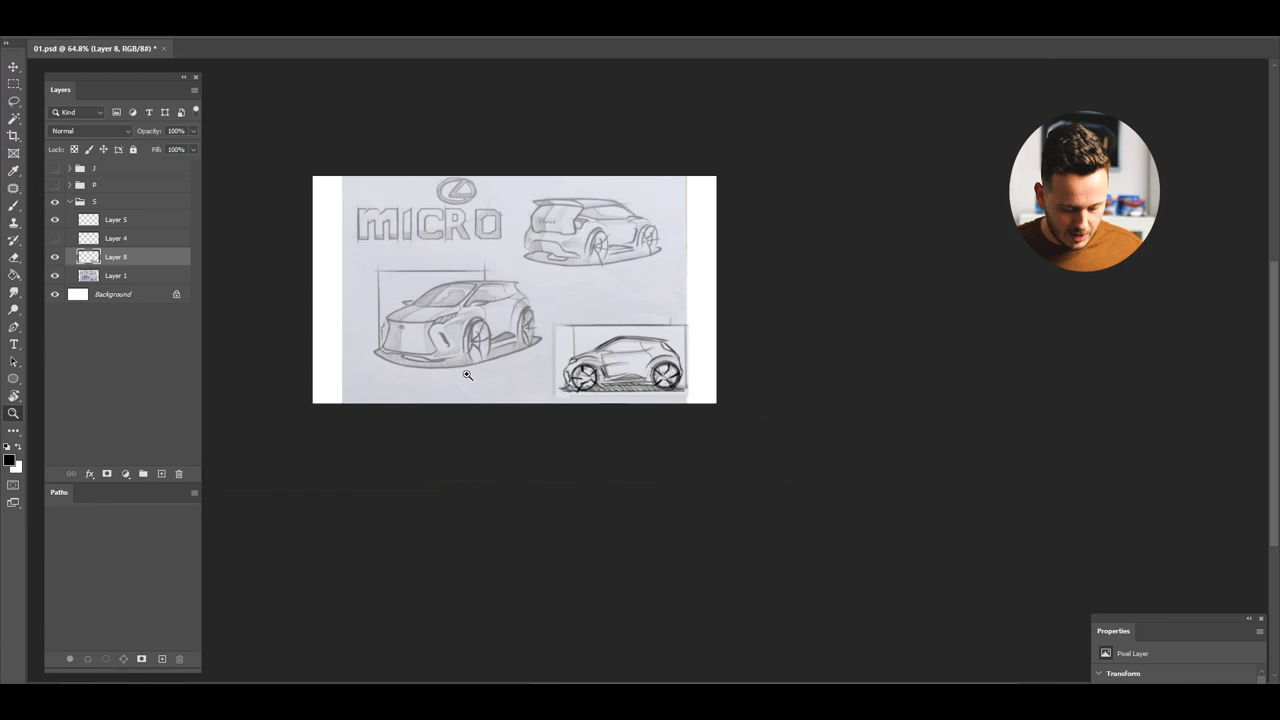 01.psd @ 64.8% (Layer 8, RGB/8#) *
Layers
Kind
Normal
Opacity: 100%
Lock:
Fill: 100%
J
P
S
Layer 5
Layer 4
Layer 8
Layer 1
Background
fx
Paths
MICRO
Properties
Pixel Layer
Transform